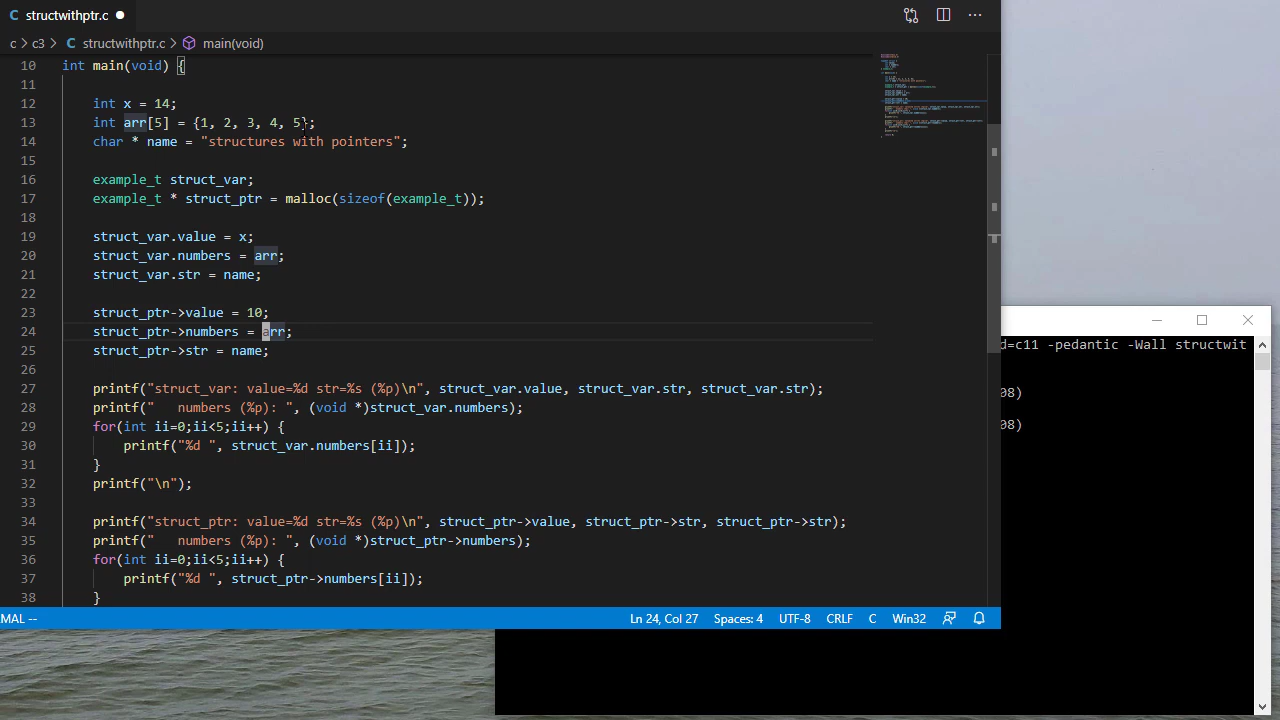 structwithptr.c
c > c3 > C structwithptr.c > main(void)
10 int main(void) {
11
12 int x = 14;
13 int arr[5] = {1, 2, 3, 4, 5};
14 char * name = "structures with pointers";
15
16 example_t struct_var;
17 example_t * struct_ptr = malloc(sizeof(example_t));
18
19 struct_var.value = x;
20 struct_var.numbers = arr;
21 struct_var.str = name;
22
23 struct_ptr->value = 10;
24 struct_ptr->numbers = arr;
25 struct_ptr->str = name;
26
27 printf("struct_var: value=%d str=%s (%p)\n", struct_var.value, struct_var.str, struct_var.str);
28 printf("   numbers (%p): ", (void *)struct_var.numbers);
29 for(int ii=0;ii<5;ii++) {
30 printf("%d ", struct_var.numbers[ii]);
31 }
32 printf("\n");
33
34 printf("struct_ptr: value=%d str=%s (%p)\n", struct_ptr->value, struct_ptr->str, struct_ptr->str);
35 printf("   numbers (%p): ", (void *)struct_ptr->numbers);
36 for(int ii=0;ii<5;ii++) {
37 printf("%d ", struct_ptr->numbers[ii]);
38 }
MAL -- Ln 24, Col 27 Spaces: 4 UTF-8 CRLF C Win32
d=c11 -pedantic -Wall structwit
08)
08)